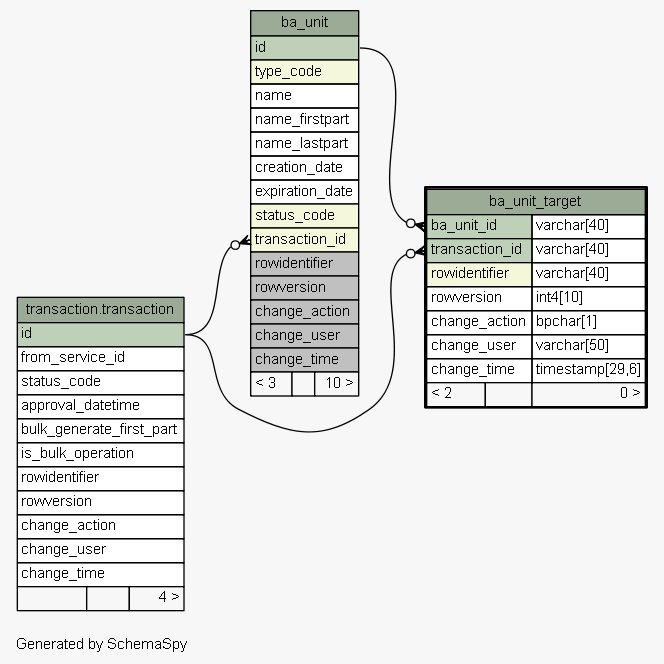 ba_unit
id
type_code
name
name_firstpart
name_lastpart
creation_date
expiration_date
status_code
transaction_id
rowidentifier
rowversion
change_action
change_user
change_time
< 3 10 >
ba_unit_target
ba_unit_id varchar[40]
transaction_id varchar[40]
rowidentifier varchar[40]
rowversion int4[10]
change_action bpchar[1]
change_user varchar[50]
change_time timestamp[29,6]
< 2 0 >
transaction.transaction
id
from_service_id
status_code
approval_datetime
bulk_generate_first_part
is_bulk_operation
rowidentifier
rowversion
change_action
change_user
change_time
4 >
Generated by SchemaSpy